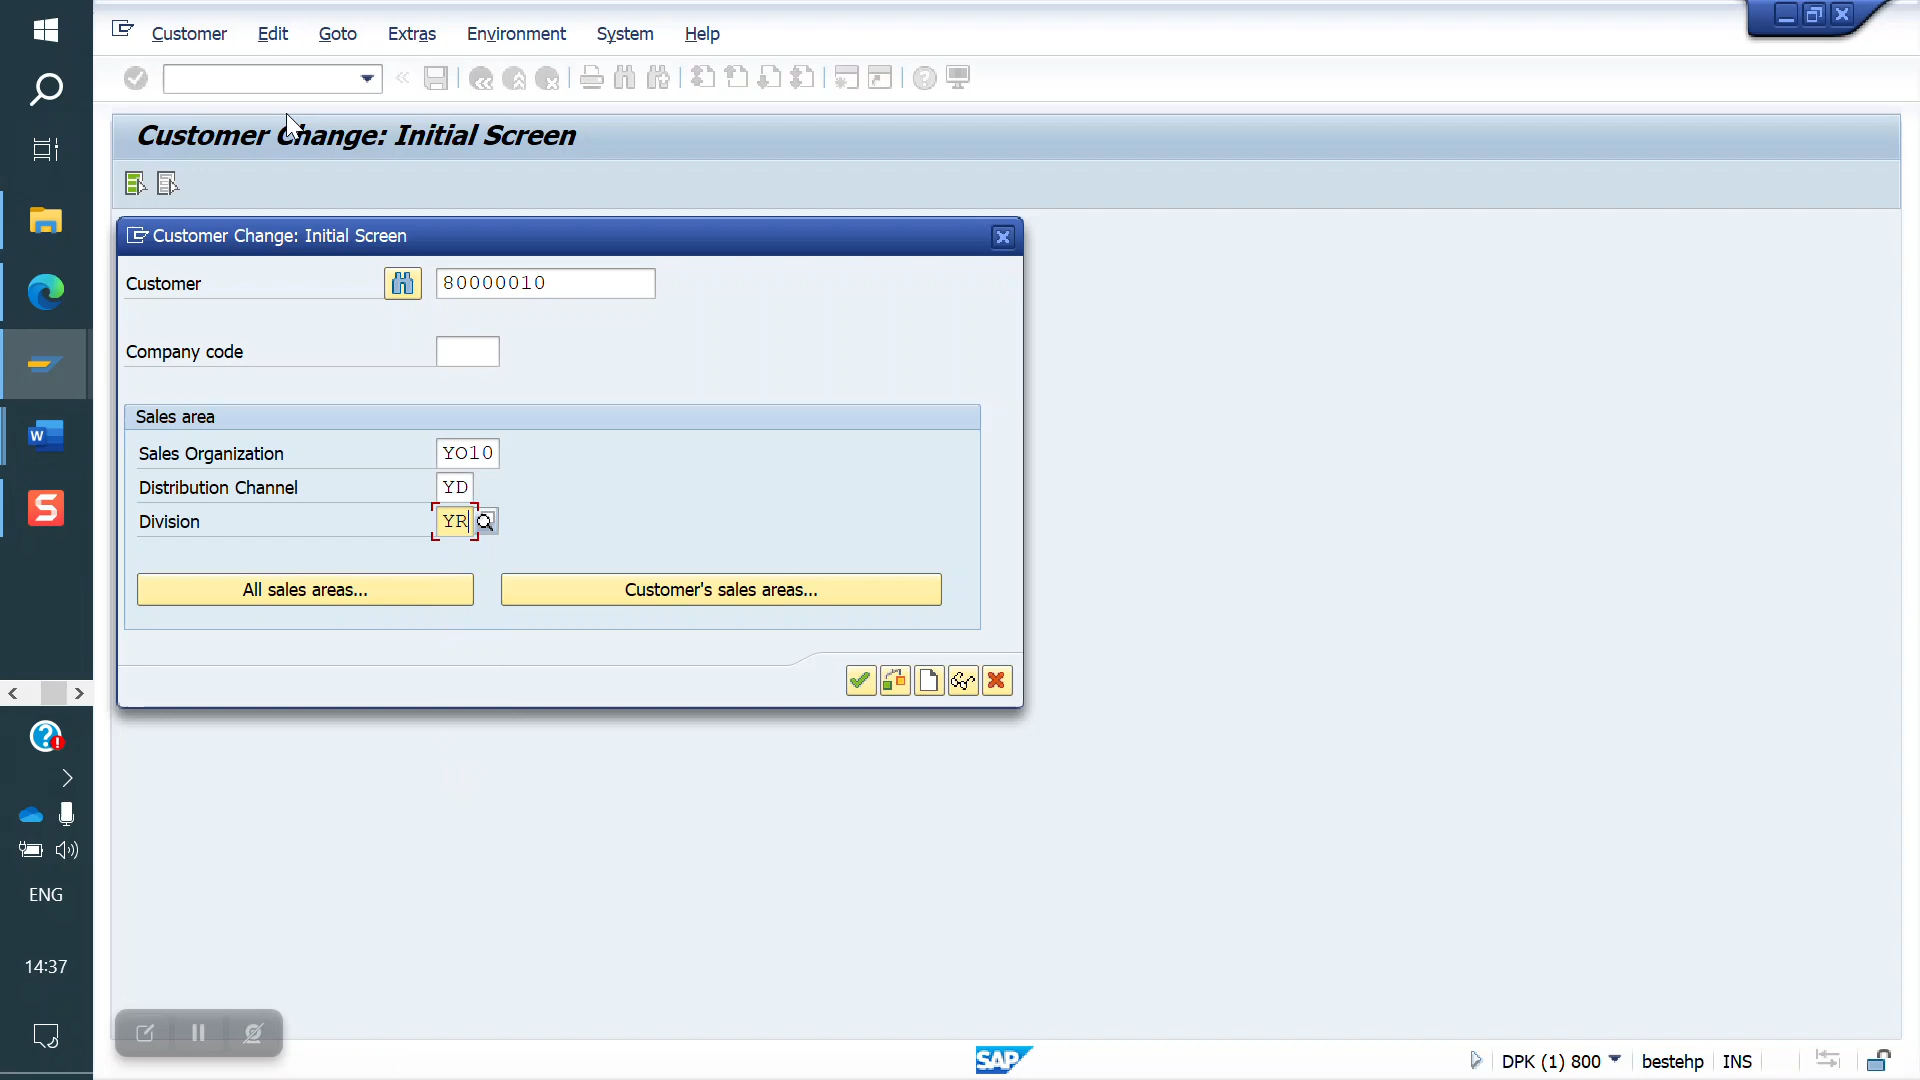 Customer Edit Goto Extras Environment System Help
Customer Change: Initial Screen
Customer Change: Initial Screen
Customer 80000010
Company code
Sales area
Sales Organization YO10
Distribution Channel YD
Division YR
All sales areas... Customer's sales areas...
W
S
ENG
14:37
SAP DPK (1) 800 bestehp INS